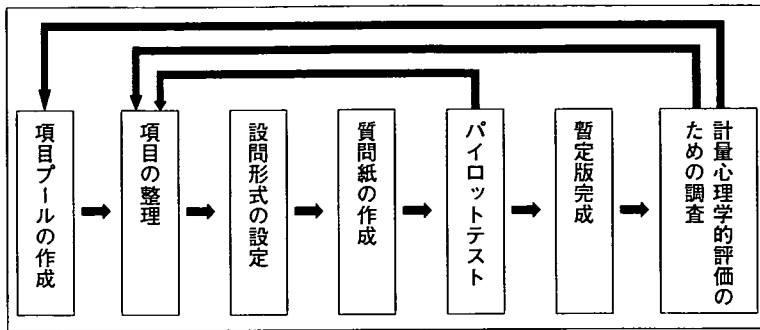 項目プールの作成
項目の整理
設問形式の設定
質問紙の作成
パイロットテスト
暫定版完成
計量心理学的評価の
ための調査